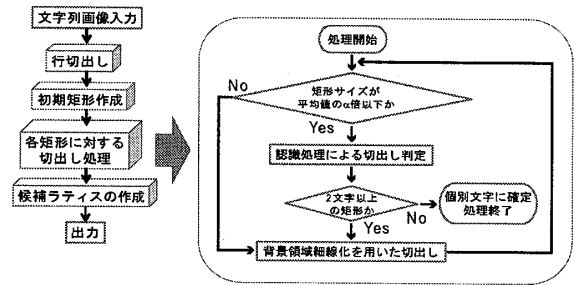 文字列画像入力
行切出し
初期矩形作成
各矩形に対する
切出し処理
候補ラティスの作成
出力
処理開始
No
矩形サイズが
平均値のα倍以下か
Yes
認識処理による切出し判定
2文字以上
の矩形か
No
個別文字に確定
処理終了
Yes
背景領域細線化を用いた切出し